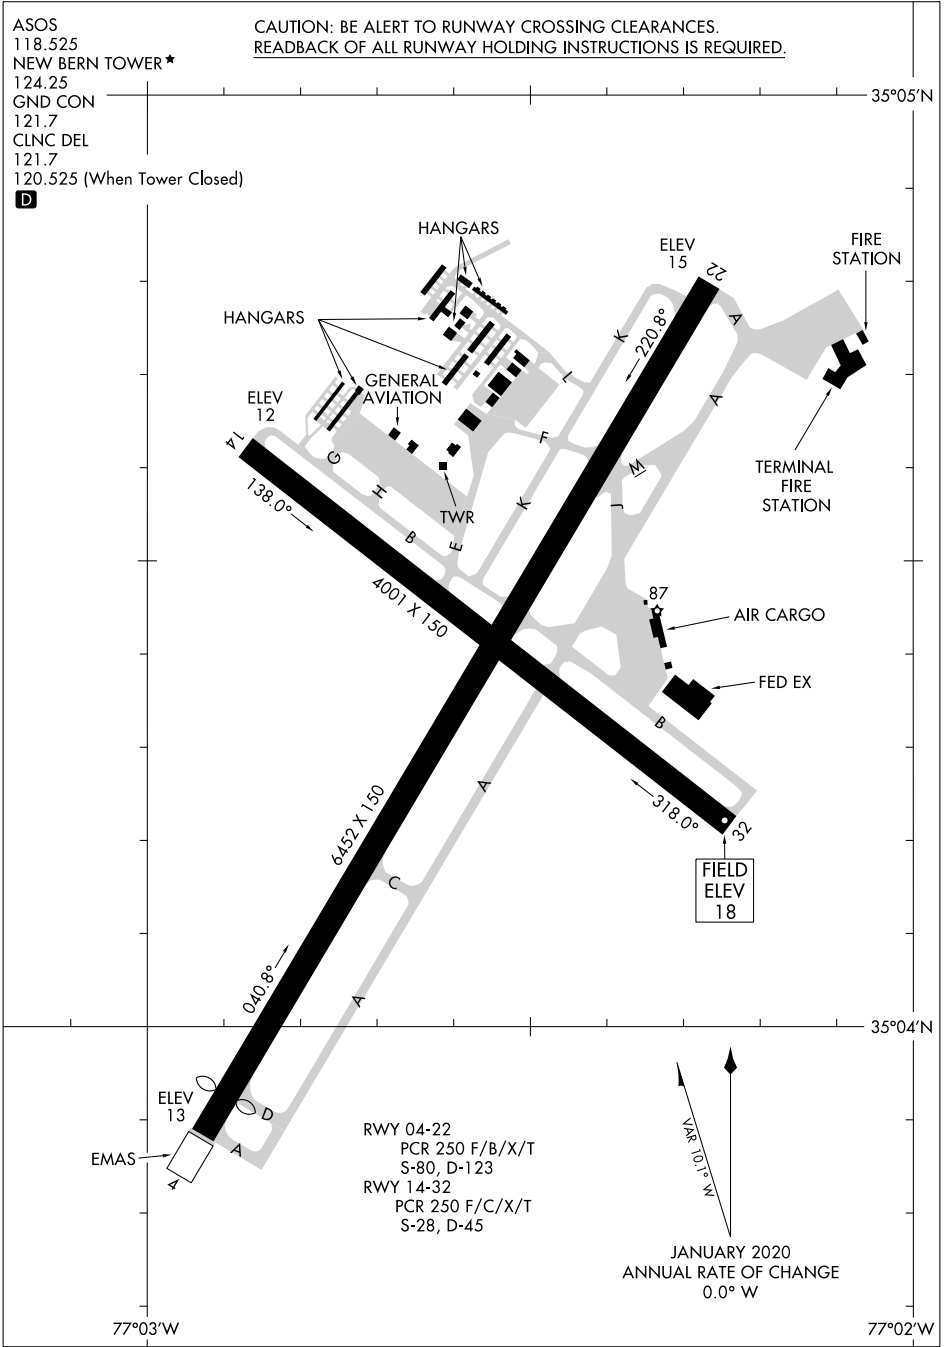 ASOS
118.525
NEW BERN TOWER★
124.25
GND CON
121.7
CLNC DEL
121.7
120.525 (When Tower Closed)
D
CAUTION: BE ALERT TO RUNWAY CROSSING CLEARANCES.
READBACK OF ALL RUNWAY HOLDING INSTRUCTIONS IS REQUIRED.
35°05'N
HANGARS
ELEV
15
22
FIRE
STATION
HANGARS
K
220.8°
A
GENERAL
AVIATION
L
A
ELEV
12
14
F
G
M
TERMINAL
FIRE
STATION
138.0°
H
TWR
K
J
B
E
4001 X 150
87
AIR CARGO
FED EX
B
A
318.0°
32
6452 X 150
FIELD
ELEV
18
C
040.8°
A
35°04'N
ELEV
13
D
A
EMAS
4
RWY 04-22
PCR 250 F/B/X/T
S-80, D-123
RWY 14-32
PCR 250 F/C/X/T
S-28, D-45
VAR 10.1° W
JANUARY 2020
ANNUAL RATE OF CHANGE
0.0° W
77°03'W
77°02'W